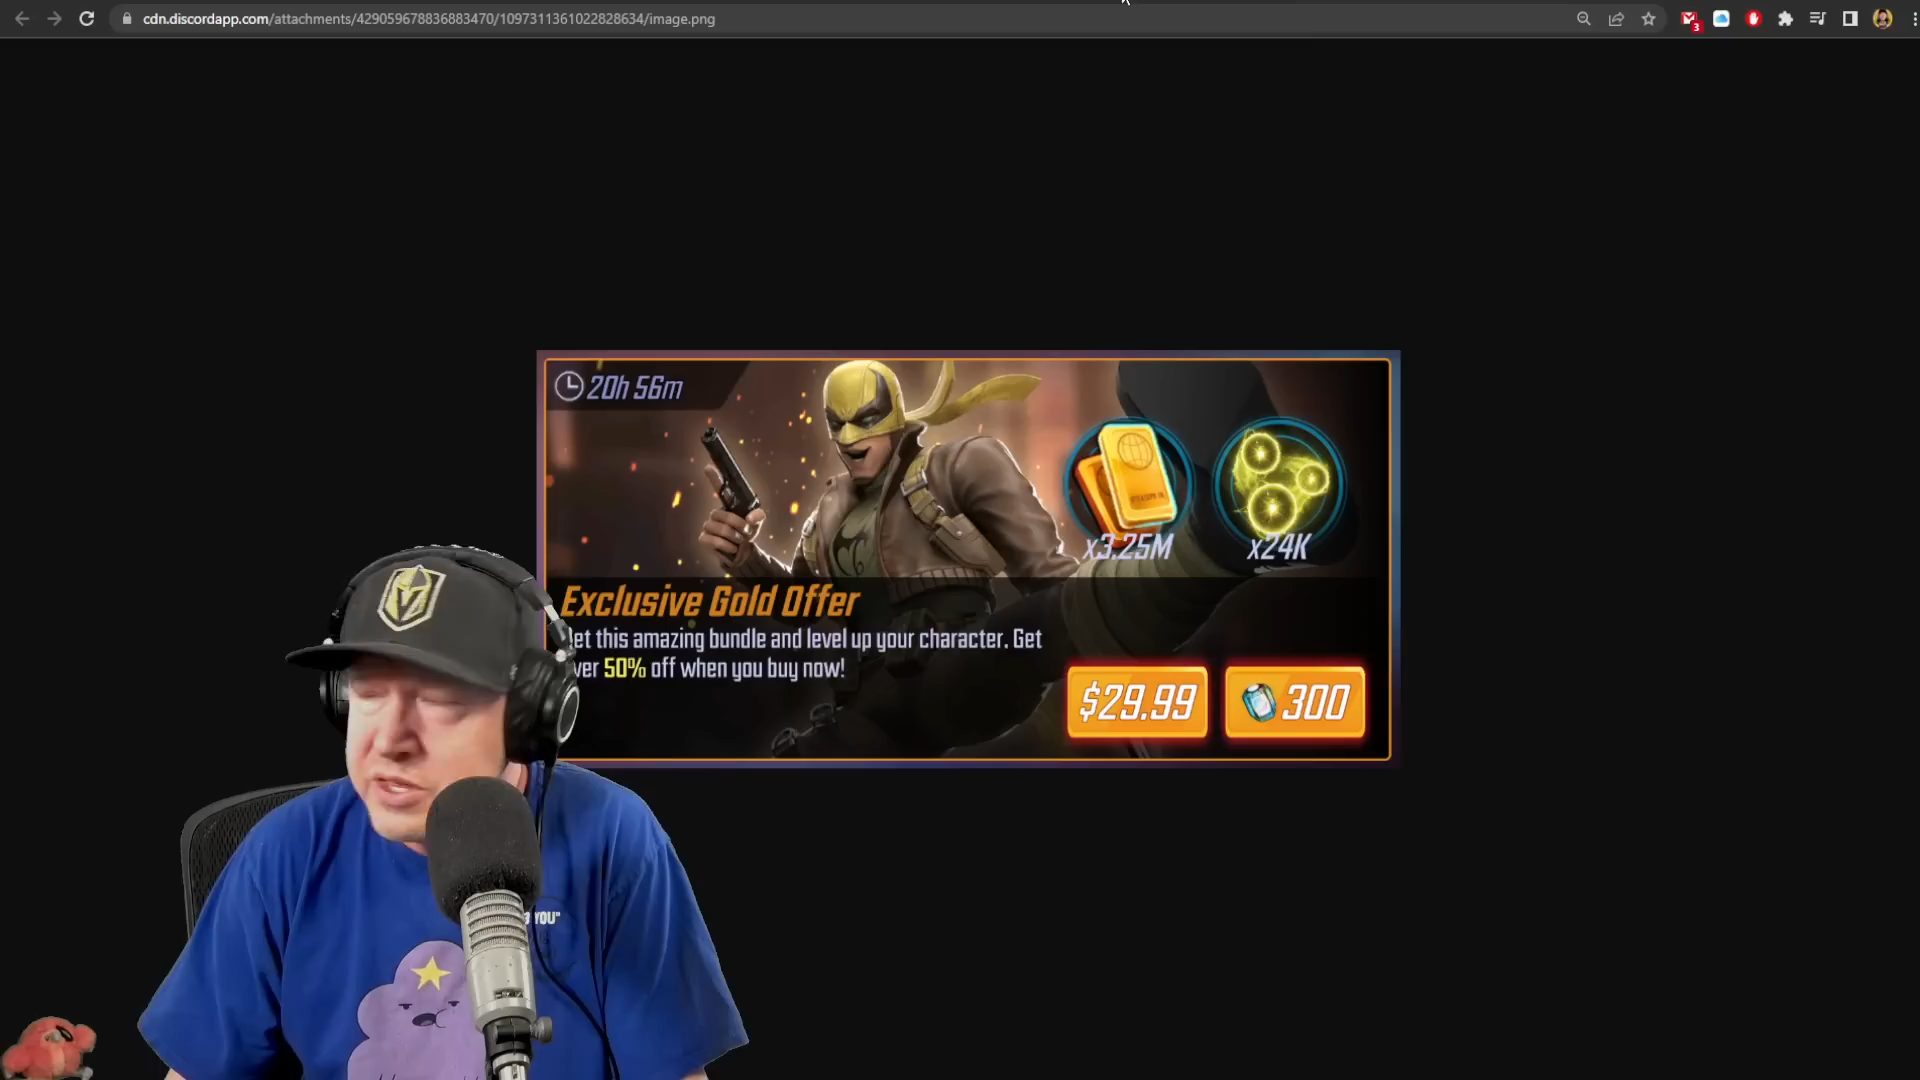 cdn.discordapp.com/attachments/429059678836883470/1097311361022828634/image.png
3
20h 56m
x3.25M
x24K
Exclusive Gold Offer
et this amazing bundle and level up your character. Get
ver 50% off when you buy now!
$29.99
300
YOU"